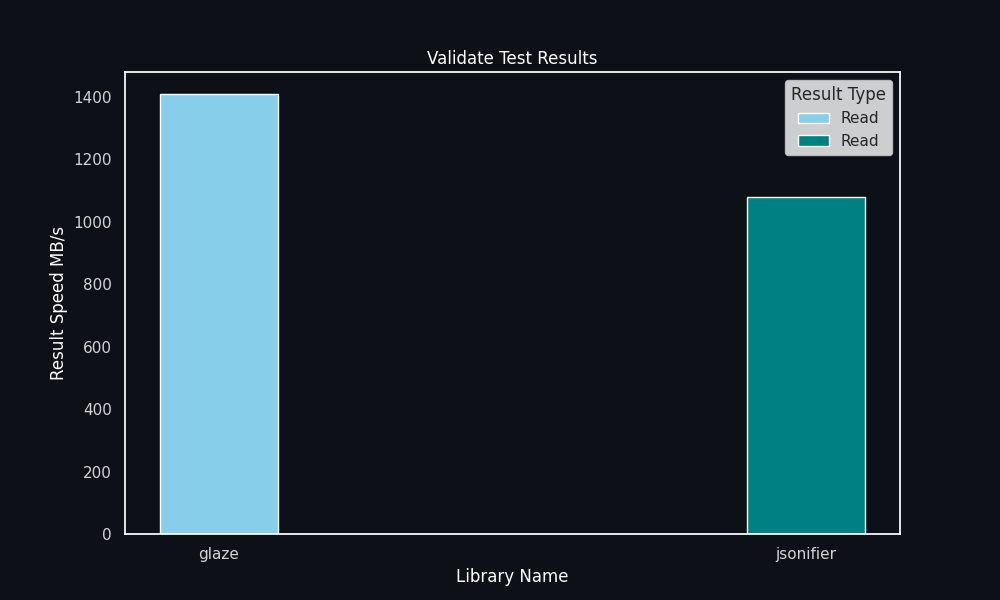 Validate Test Results
Result Type
Read
Read
1400
1200
1000
800
600
400
200
0
Result Speed MB/s
glaze
jsonifier
Library Name